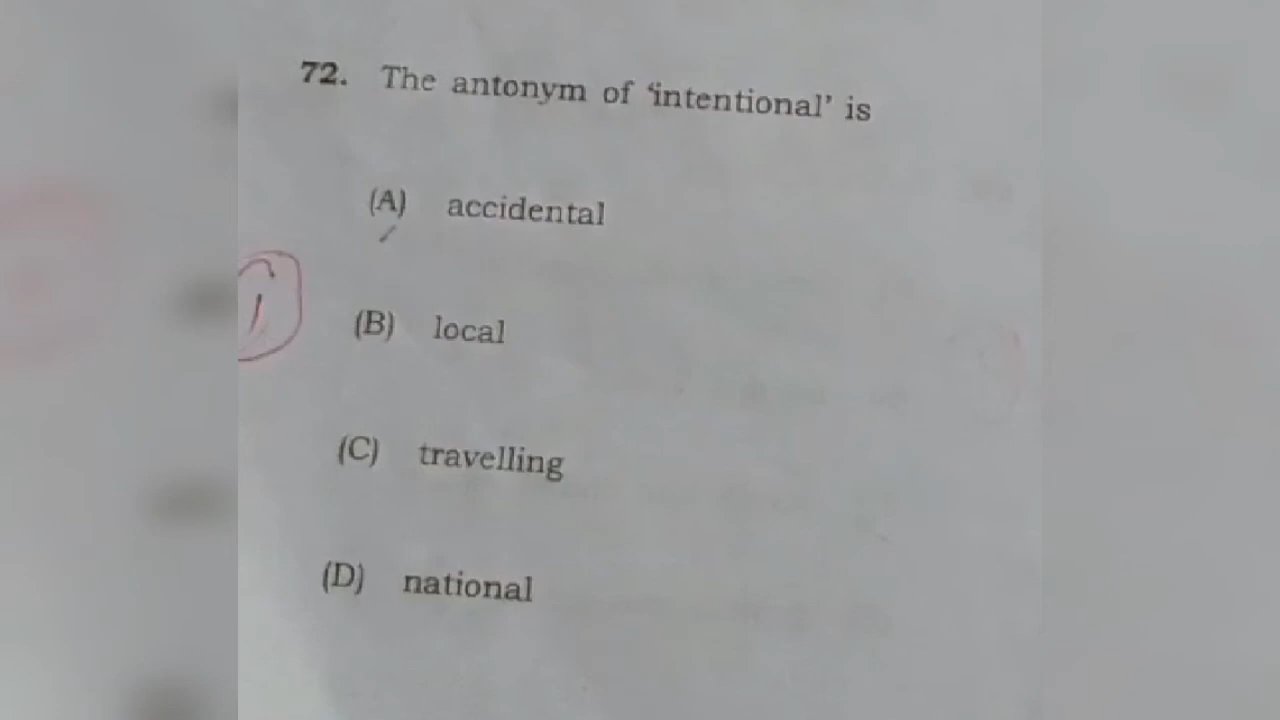 72. The antonym of 'intentional' is
(A) accidental
(B) local
(C) travelling
(D) national